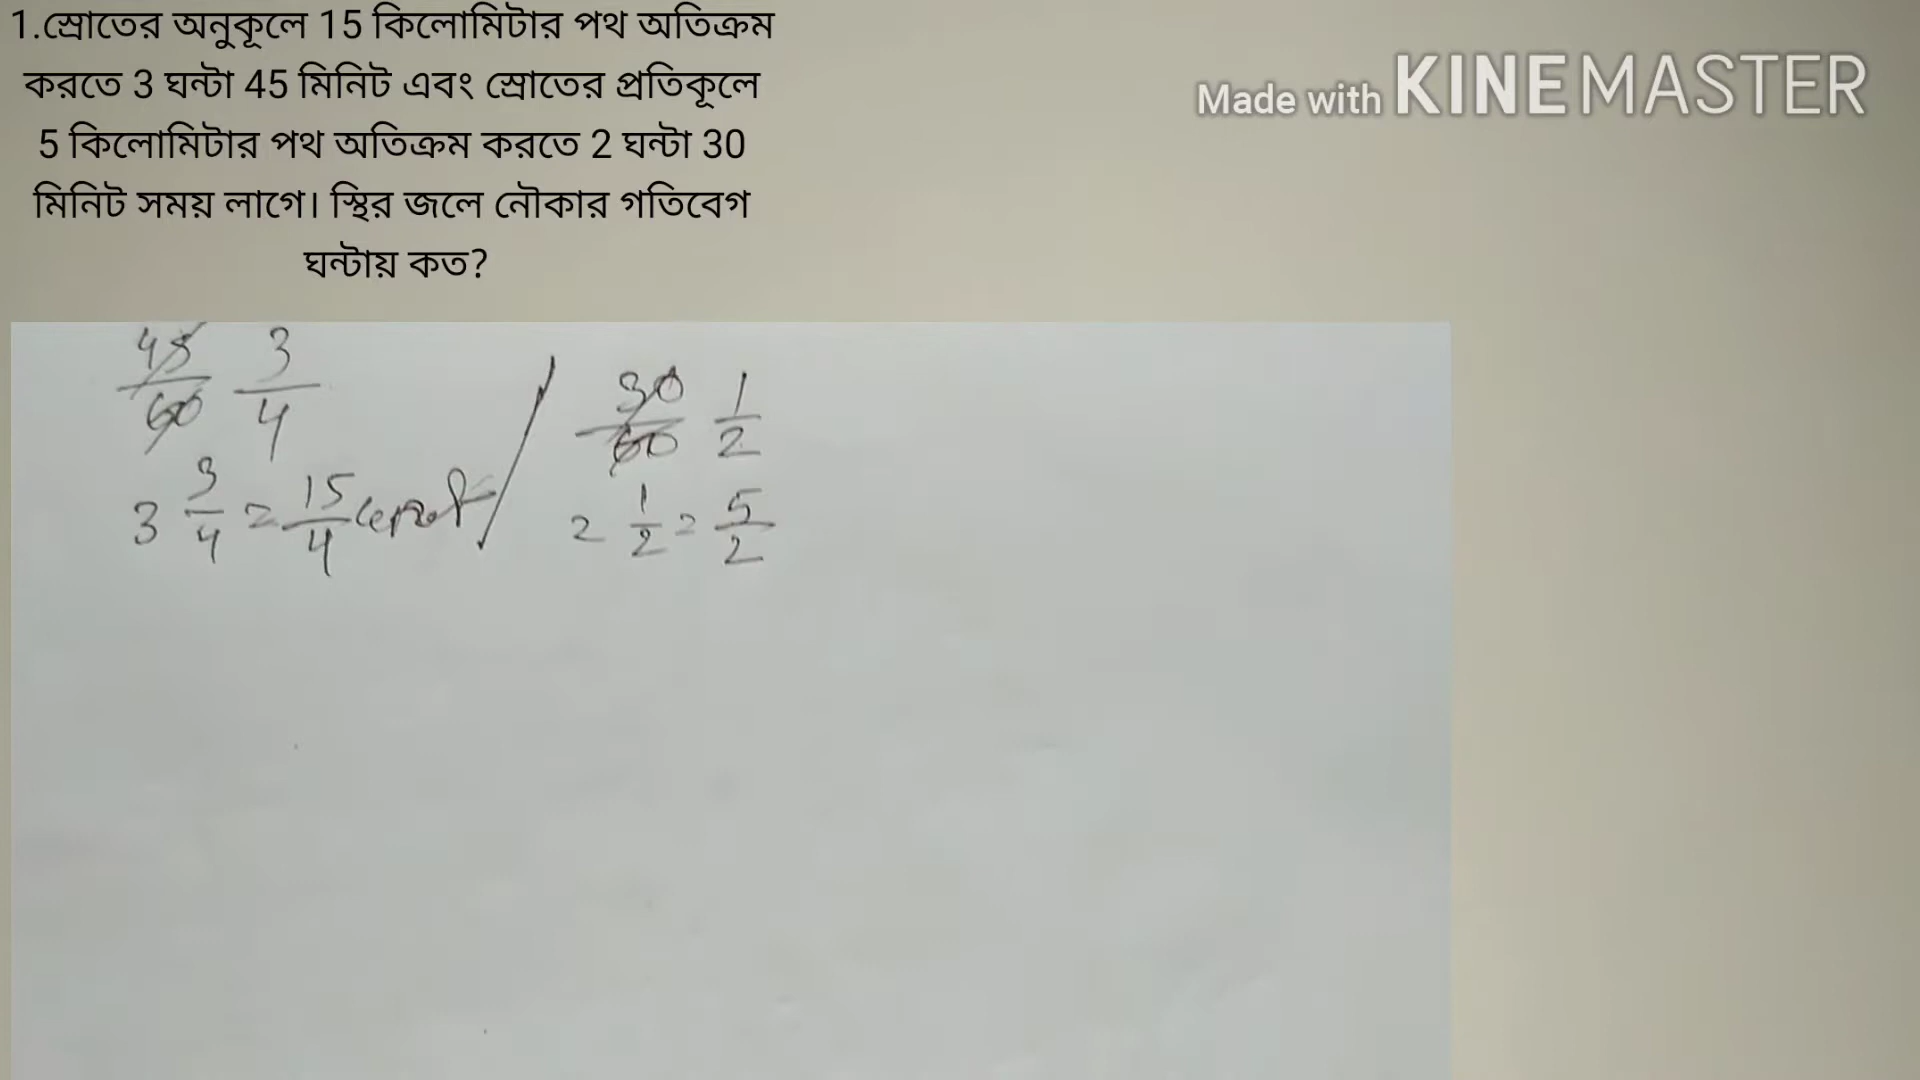 1.স্রোতের অনুকূলে 15 কিলোমিটার পথ অতিক্রম
করতে 3 ঘন্টা 45 মিনিট এবং স্রোতের প্রতিকূলে
5 কিলোমিটার পথ অতিক্রম করতে 2 ঘন্টা 30
মিনিট সময় লাগে। স্থির জলে নৌকার গতিবেগ
ঘন্টায় কত?
Made with KINEMASTER
45/60 3/4
3 3/4 = 15/4
30/60 1/2
2 1/2 = 5/2